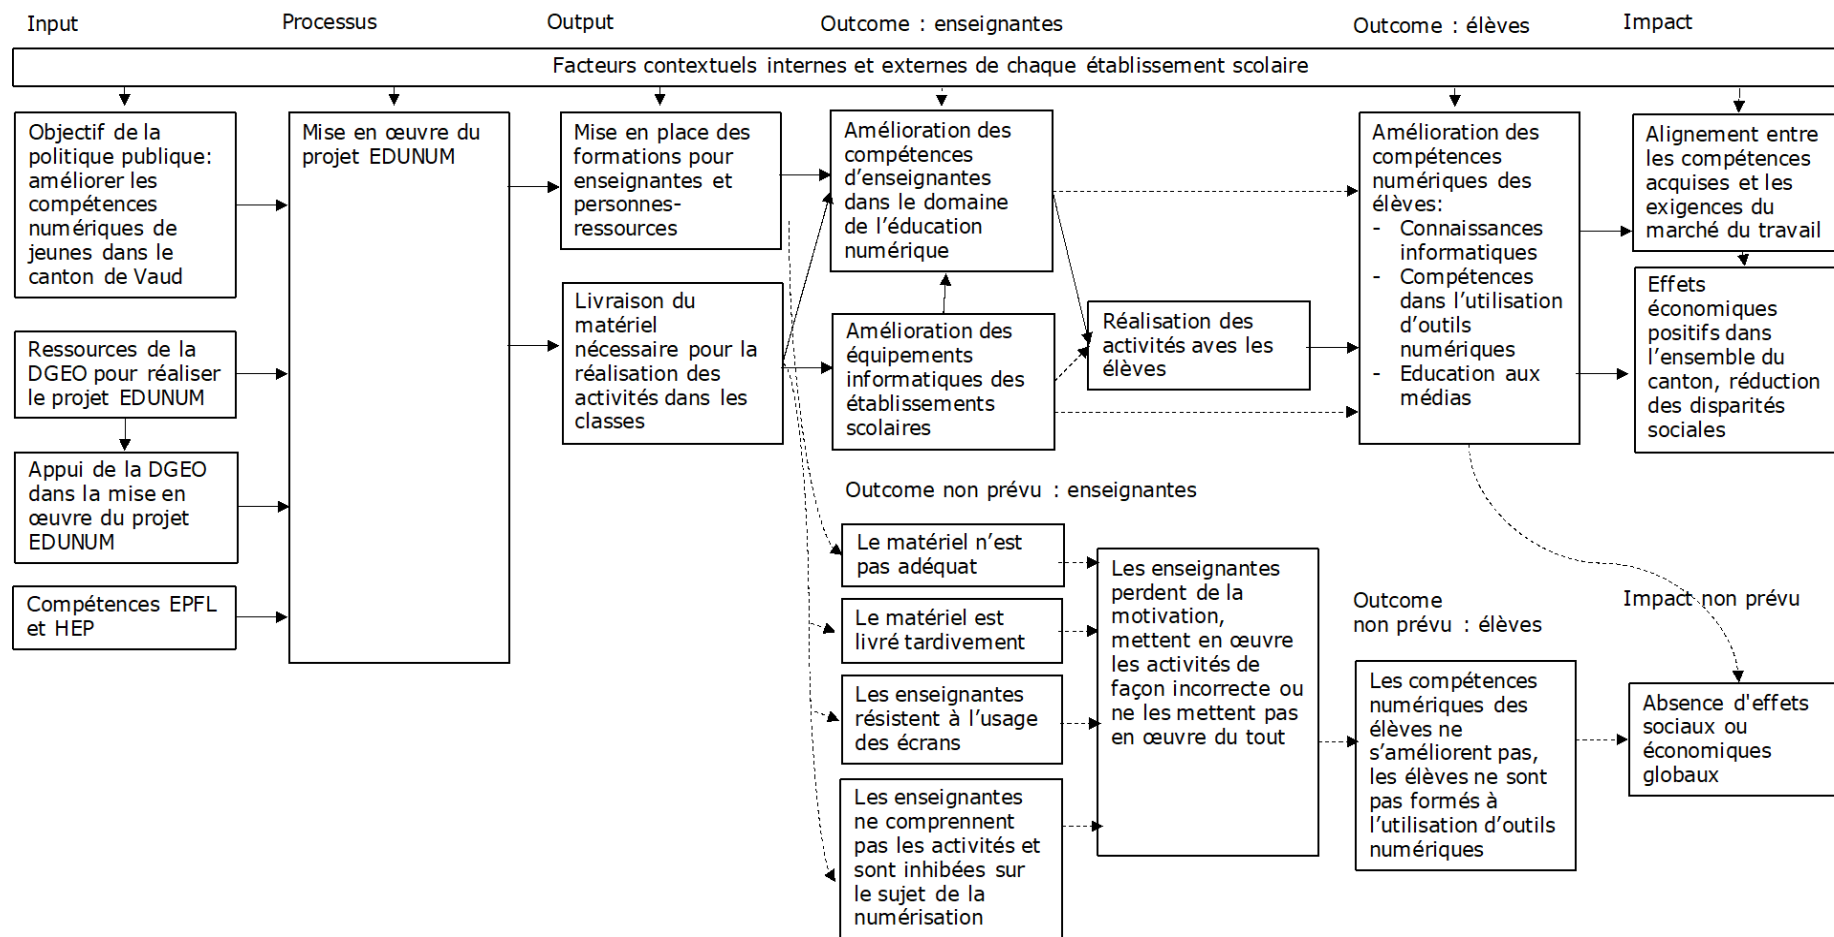 Input
Processus
Output
Outcome : enseignantes
Outcome : élèves
Impact
Facteurs contextuels internes et externes de chaque établissement scolaire
Objectif de la
politique publique:
améliorer les
compétences
numériques de
jeunes dans le
canton de Vaud
Ressources de la
DGEO pour réaliser
le projet EDUNUM
Appui de la DGEO
dans la mise en
œuvre du projet
EDUNUM
Compétences EPFL
et HEP
Mise en œuvre du
projet EDUNUM
Mise en place des
formations pour
enseignantes et
personnes-
ressources
Livraison du
matériel
nécessaire pour la
réalisation des
activités dans les
classes
Amélioration des
compétences
d’enseignantes
dans le domaine
de l’éducation
numérique
Amélioration des
équipements
informatiques des
établissements
scolaires
Réalisation des
activités aves les
élèves
Amélioration des
compétences
numériques des
élèves:
- Connaissances
informatiques
- Compétences
dans l’utilisation
d’outils
numériques
- Education aux
médias
Alignement entre
les compétences
acquises et les
exigences du
marché du travail
Effets
économiques
positifs dans
l’ensemble du
canton, réduction
des disparités
sociales
Outcome non prévu : enseignantes
Le matériel n’est
pas adéquat
Le matériel est
livré tardivement
Les enseignantes
résistent à l’usage
des écrans
Les enseignantes
ne comprennent
pas les activités et
sont inhibées sur
le sujet de la
numérisation
Les enseignantes
perdent de la
motivation,
mettent en œuvre
les activités de
façon incorrecte ou
ne les mettent pas
en œuvre du tout
Outcome
non prévu : élèves
Les compétences
numériques des
élèves ne
s’améliorent pas,
les élèves ne sont
pas formés à
l’utilisation d’outils
numériques
Impact non prévu
Absence d'effets
sociaux ou
économiques
globaux